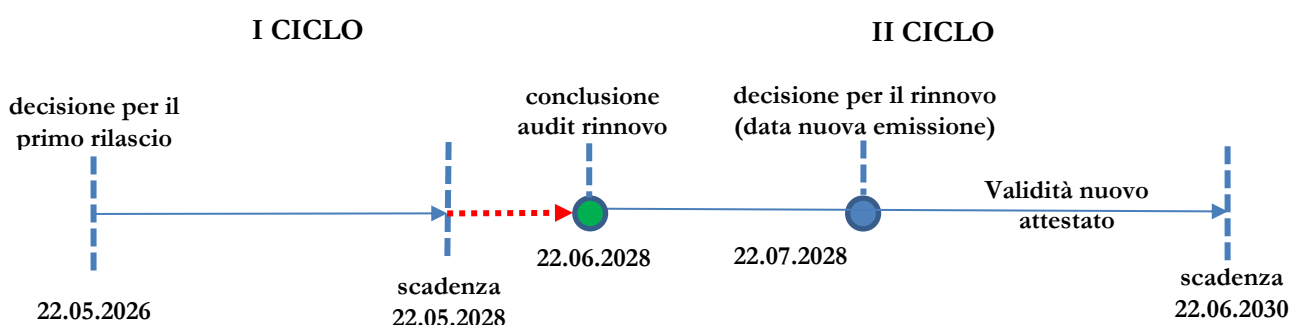 I CICLO
II CICLO
decisione per il
primo rilascio
conclusione
audit rinnovo
decisione per il rinnovo
(data nuova emissione)
Validità nuovo
attestato
22.06.2028
22.07.2028
22.05.2026
scadenza
22.05.2028
scadenza
22.06.2030